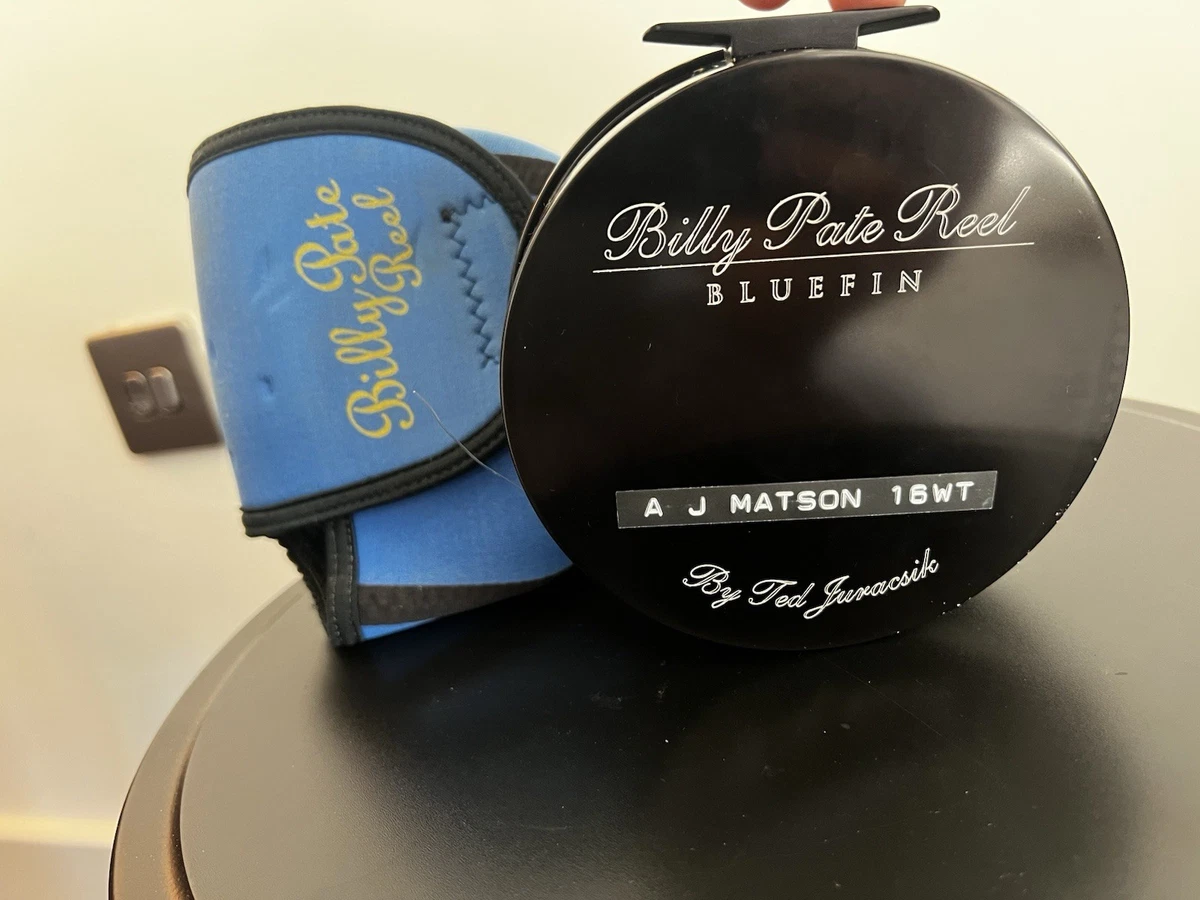 Billy Pate
Reel
Billy Pate Reel
BLUEFIN
A J MATSON 16WT
By Ted Juracsik